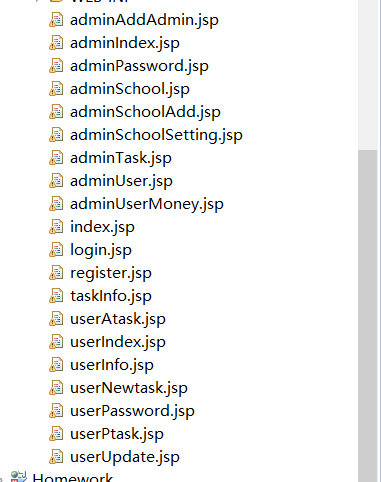 WEB-INF
adminAddAdmin.jsp
adminIndex.jsp
adminPassword.jsp
adminSchool.jsp
adminSchoolAdd.jsp
adminSchoolSetting.jsp
adminTask.jsp
adminUser.jsp
adminUserMoney.jsp
index.jsp
login.jsp
register.jsp
taskInfo.jsp
userAtask.jsp
userIndex.jsp
userInfo.jsp
userNewtask.jsp
userPassword.jsp
userPtask.jsp
userUpdate.jsp
Homework